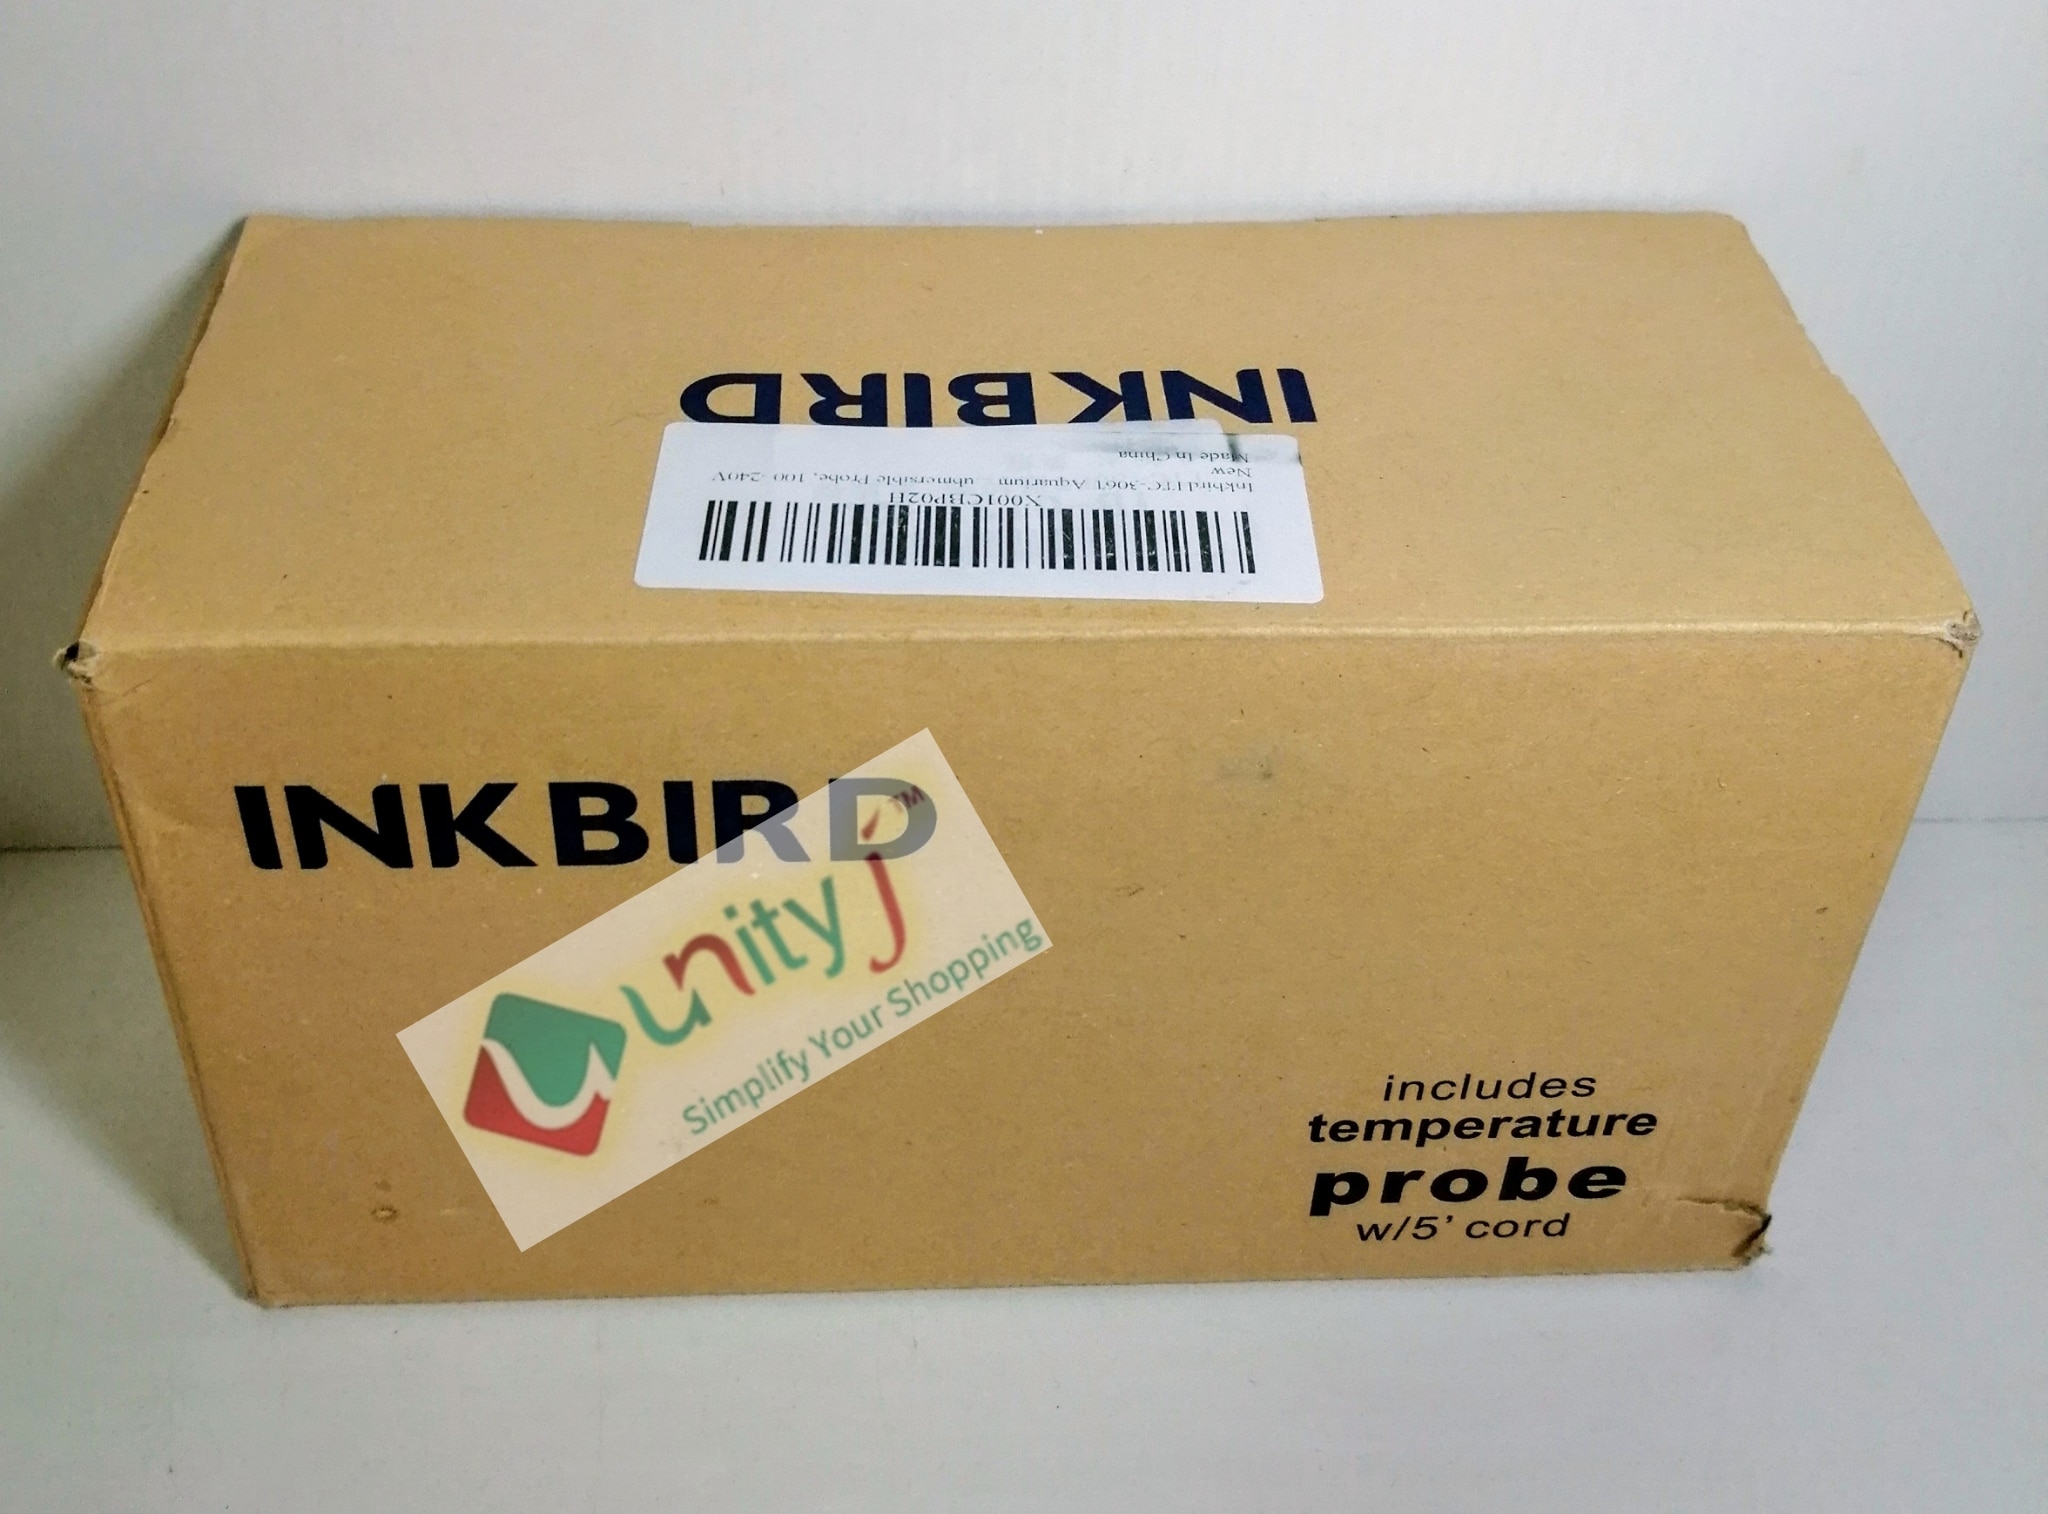 INKBIRD
X001CBP02H
Inkbird ITC-306T Aquarium ...ubmersible Probe, 100 -240V
New
Made In China
INKBIRD
unityj™
Simplify Your Shopping
includes
temperature
probe
w/5' cord